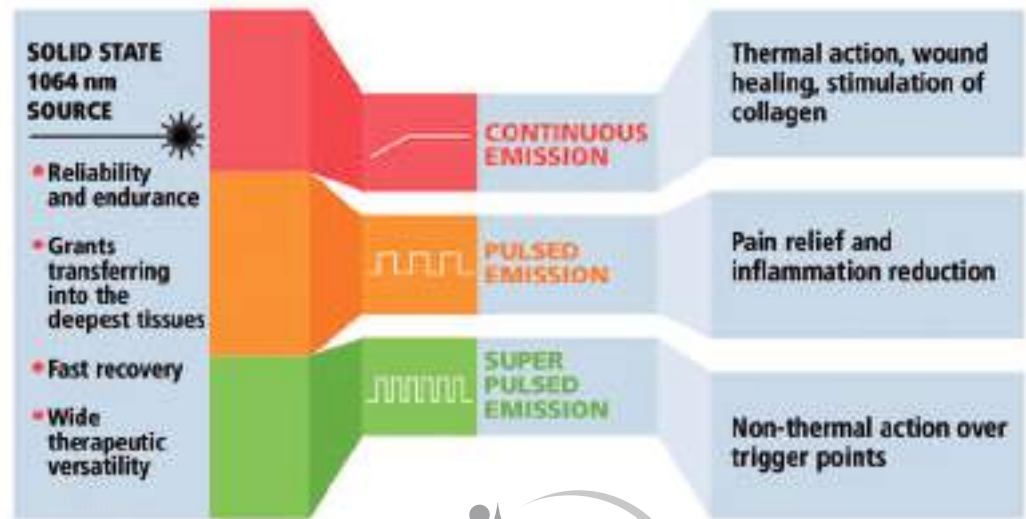 SOLID STATE
1064 nm
SOURCE
• Reliability
and endurance
• Grants
transferring
into the
deepest tissues
• Fast recovery
• Wide
therapeutic
versatility
CONTINUOUS
EMISSION
Thermal action, wound
healing, stimulation of
collagen
PULSED
EMISSION
Pain relief and
inflammation reduction
SUPER
PULSED
EMISSION
Non-thermal action over
trigger points